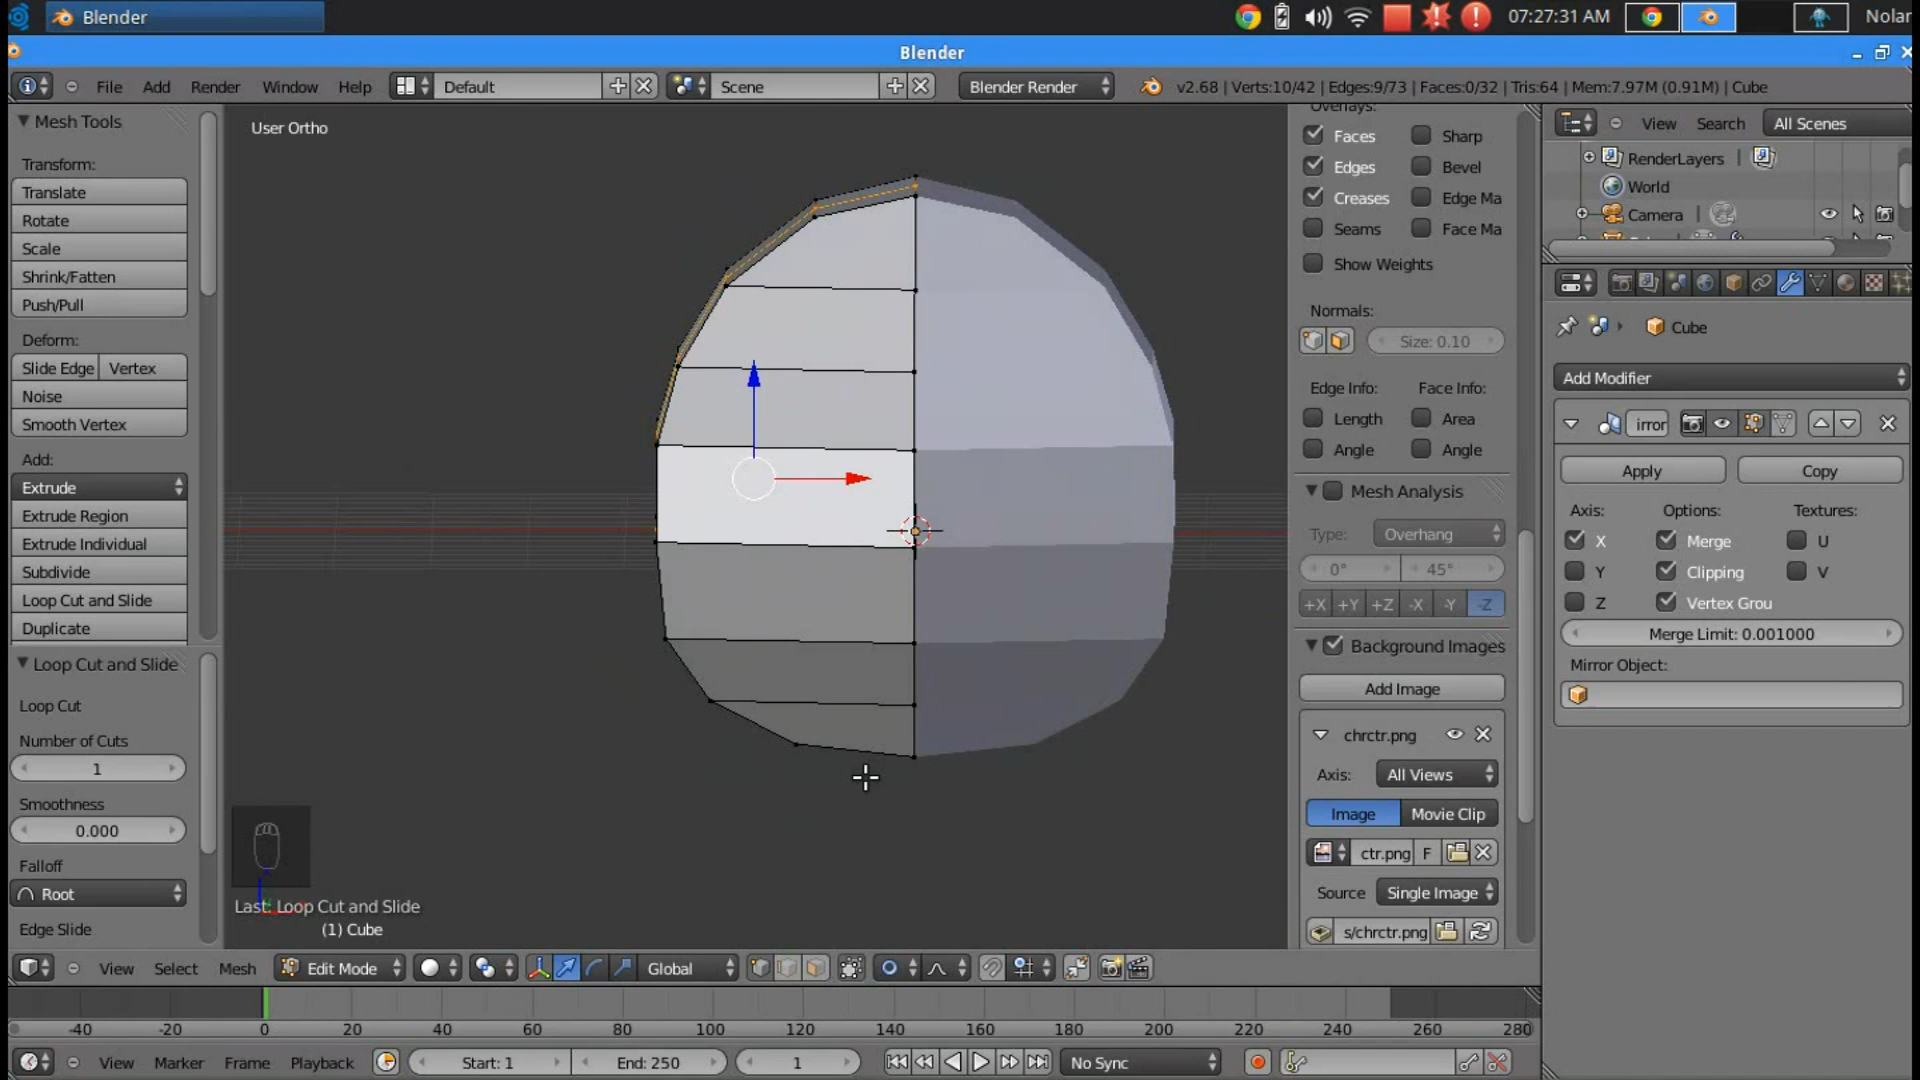 Blender
07:27:31 AM
Nolar
Blender
File Add Render Window Help
Default
Scene
Blender Render
v2.68 | Verts:10/42 | Edges:9/73 | Faces:0/32 | Tris:64 | Mem:7.97M (0.91M) | Cube
Mesh Tools
Transform:
Translate
Rotate
Scale
Shrink/Fatten
Push/Pull
Deform:
Slide Edge Vertex
Noise
Smooth Vertex
Add:
Extrude
Extrude Region
Extrude Individual
Subdivide
Loop Cut and Slide
Duplicate
Loop Cut and Slide
Loop Cut
Number of Cuts
1
Smoothness
0.000
Falloff
Root
Edge Slide
User Ortho
Last: Loop Cut and Slide
(1) Cube
Overlays:
Faces Sharp
Edges Bevel
Creases Edge Ma
Seams Face Ma
Show Weights
Normals:
Size: 0.10
Edge Info: Face Info:
Length Area
Angle Angle
Mesh Analysis
Type: Overhang
0° 45°
+X +Y +Z -X -Y -Z
Background Images
Add Image
chrctr.png
Axis: All Views
Image Movie Clip
ctr.png F
Source Single Image
s/chrctr.png
View Search All Scenes
RenderLayers
World
Camera
Cube
Add Modifier
irror
Apply Copy
Axis: Options: Textures:
X Merge U
Y Clipping V
Z Vertex Grou
Merge Limit: 0.001000
Mirror Object:
View Select Mesh Edit Mode Global
-40 -20 0 20 40 60 80 100 120 140 160 180 200 220 240 260 280
View Marker Frame Playback
Start: 1
End: 250
1
No Sync